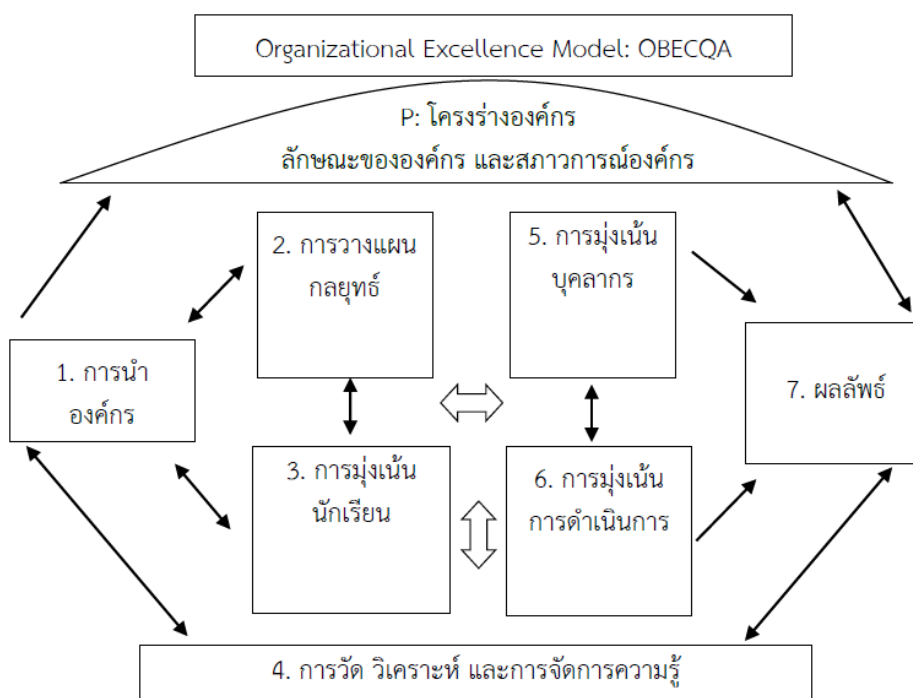 Organizational Excellence Model: OBECQA
P: โครงร่างองค์กร
ลักษณะขององค์กร และสภาวการณ์องค์กร
2. การวางแผน
กลยุทธ์
5. การมุ่งเน้น
บุคลากร
1. การนำ
องค์กร
7. ผลลัพธ์
3. การมุ่งเน้น
นักเรียน
6. การมุ่งเน้น
การดำเนินการ
4. การวัด วิเคราะห์ และการจัดการความรู้